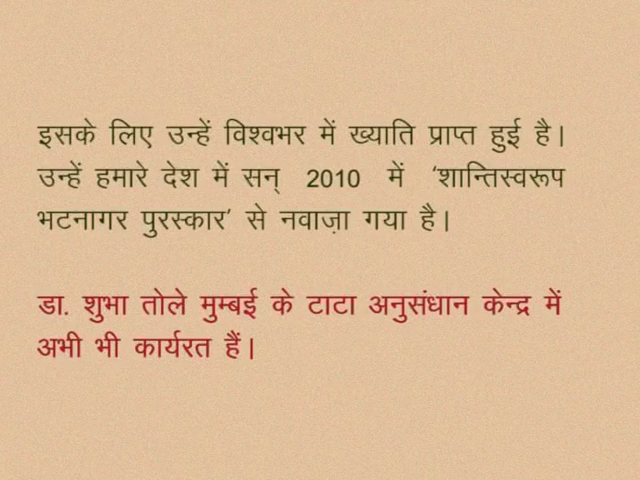 इसके लिए उन्हें विश्वभर में ख्याति प्राप्त हुई है।
उन्हें हमारे देश में सन् 2010 में 'शान्तिस्वरूप
भटनागर पुरस्कार' से नवाज़ा गया है।
डा. शुभा तोले मुम्बई के टाटा अनुसंधान केन्द्र में
अभी भी कार्यरत हैं।